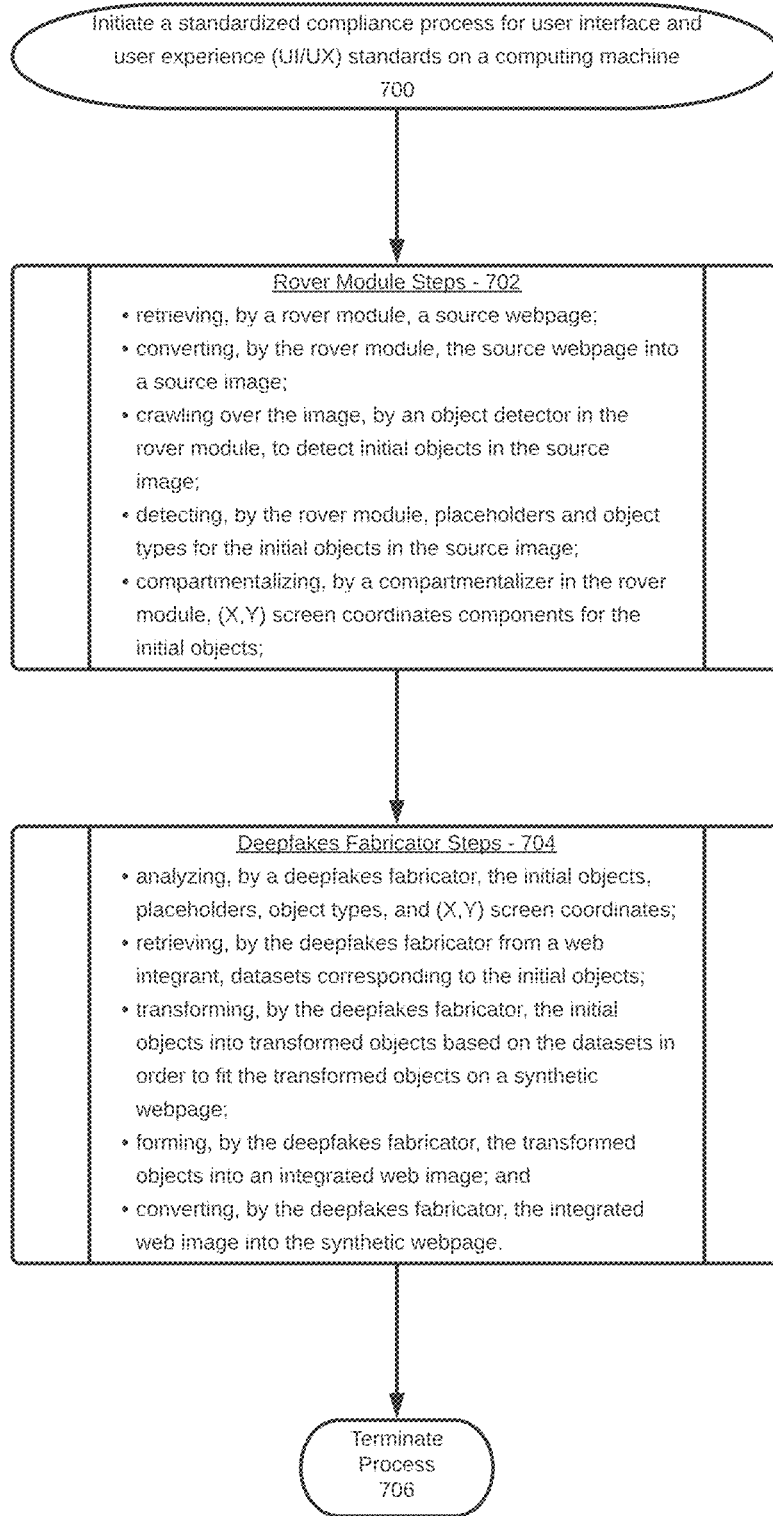 Initiate a standardized compliance process for user interface and
user experience (UI/UX) standards on a computing machine
700
Rover Module Steps - 702
• retrieving, by a rover module, a source webpage;
• converting, by the rover module, the source webpage into
a source image;
• crawling over the image, by an object detector in the
rover module, to detect initial objects in the source
image;
• detecting, by the rover module, placeholders and object
types for the initial objects in the source image;
• compartmentalizing, by a compartmentalizer in the rover
module, (X,Y) screen coordinates components for the
initial objects;
Deepfakes Fabricator Steps - 704
• analyzing, by a deepfakes fabricator, the initial objects,
placeholders, object types, and (X,Y) screen coordinates;
• retrieving, by the deepfakes fabricator from a web
integrant, datasets corresponding to the initial objects;
• transforming, by the deepfakes fabricator, the initial
objects into transformed objects based on the datasets in
order to fit the transformed objects on a synthetic
webpage;
• forming, by the deepfakes fabricator, the transformed
objects into an integrated web image; and
• converting, by the deepfakes fabricator, the integrated
web image into the synthetic webpage.
Terminate
Process
706